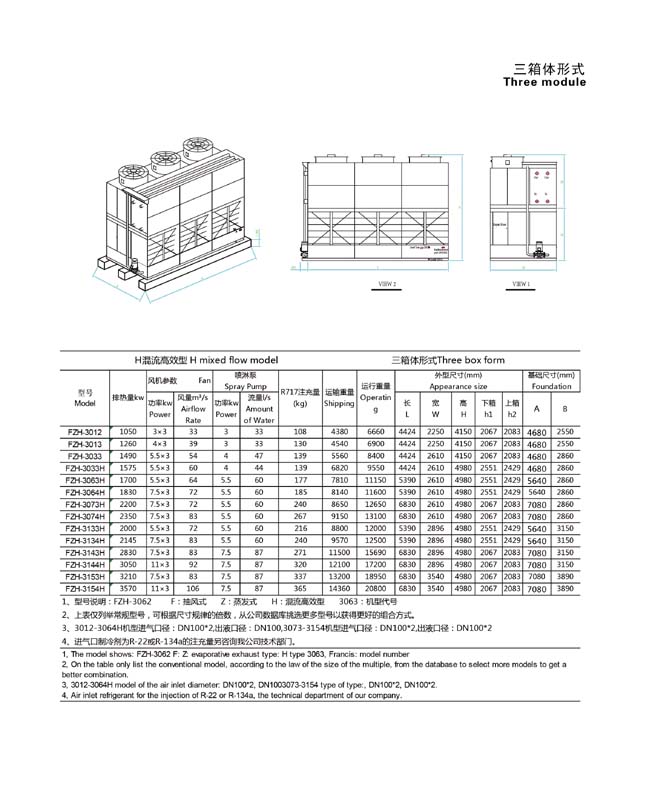 三箱体形式
Three module
VIEW 2
VIEW 1
H混流高效型 H mixed flow model 三箱体形式Three box form
型号 Model 排热量kw 风机参数 Fan 喷淋泵 Spray Pump R717注充量 (kg) 运输重量 Shipping 运行重量 Operating 外型尺寸(mm) Appearance size 基础尺寸(mm) Foundation
功率kw Power 风量m³/s Airflow Rate 功率kw Power 流量l/s Amount of Water 长 L 宽 W 高 H 下箱 h1 上箱 h2 A B
FZH-3012 1050 3×3 33 3 33 108 4380 6660 4424 2250 4150 2067 2083 4680 2550
FZH-3013 1260 4×3 39 3 33 130 4540 6900 4424 2250 4150 2067 2083 4680 2550
FZH-3033 1490 5.5×3 54 4 47 139 5560 8400 4424 2610 4150 2067 2083 4680 2860
FZH-3033H 1575 5.5×3 60 4 44 139 6820 9550 4424 2610 4980 2551 2429 4680 2860
FZH-3063H 1700 5.5×3 64 5.5 60 177 7810 11150 5390 2610 4980 2551 2429 5640 2860
FZH-3064H 1830 7.5×3 72 5.5 60 185 8140 11600 5390 2610 4980 2551 2429 5640 2860
FZH-3073H 2200 7.5×3 72 5.5 60 240 8650 12650 6830 2610 4980 2067 2083 7080 2860
FZH-3074H 2350 7.5×3 83 5.5 60 267 9150 13100 6830 2610 4980 2067 2083 7080 2860
FZH-3133H 2000 5.5×3 72 5.5 60 216 8800 12000 5390 2896 4980 2551 2429 5640 3150
FZH-3134H 2145 7.5×3 83 5.5 60 240 9570 12500 5390 2896 4980 2551 2429 5640 3150
FZH-3143H 2830 7.5×3 83 7.5 87 271 11500 15690 6830 2896 4980 2067 2083 7080 3150
FZH-3144H 3050 11×3 92 7.5 87 320 12100 17200 6830 2896 4980 2067 2083 7080 3150
FZH-3153H 3210 7.5×3 83 7.5 87 337 13200 18950 6830 3540 4980 2067 2083 7080 3890
FZH-3154H 3570 11×3 106 7.5 87 365 14360 20800 6830 3540 4980 2067 2083 7080 3890
1、型号说明：FZH-3062 F：抽风式 Z：蒸发式 H：混流高效型 3063：机型代号
2、上表仅列举常规型号，可根据尺寸规律的倍数，从公司数据库挑选更多型号以获得更好的组合方式。
3、3012-3064H机型进气口径：DN100*2,出液口径：DN100,3073-3154机型进气口径：DN100*2,出液口径：DN100*2
4、进气口制冷剂为R-22或R-134a的注充量另咨询我公司技术部门。
1, The model shows: FZH-3062 F: Z: evaporative exhaust type: H type 3063, Francis: model number
2, On the table only list the conventional model, according to the law of the size of the multiple, from the database to select more models to get a
better combination.
3, 3012-3064H model of the air inlet diameter: DN100*2, DN1003073-3154 type of type:, DN100*2, DN100*2.
4, Air inlet refrigerant for the injection of R-22 or R-134a, the technical department of our company.